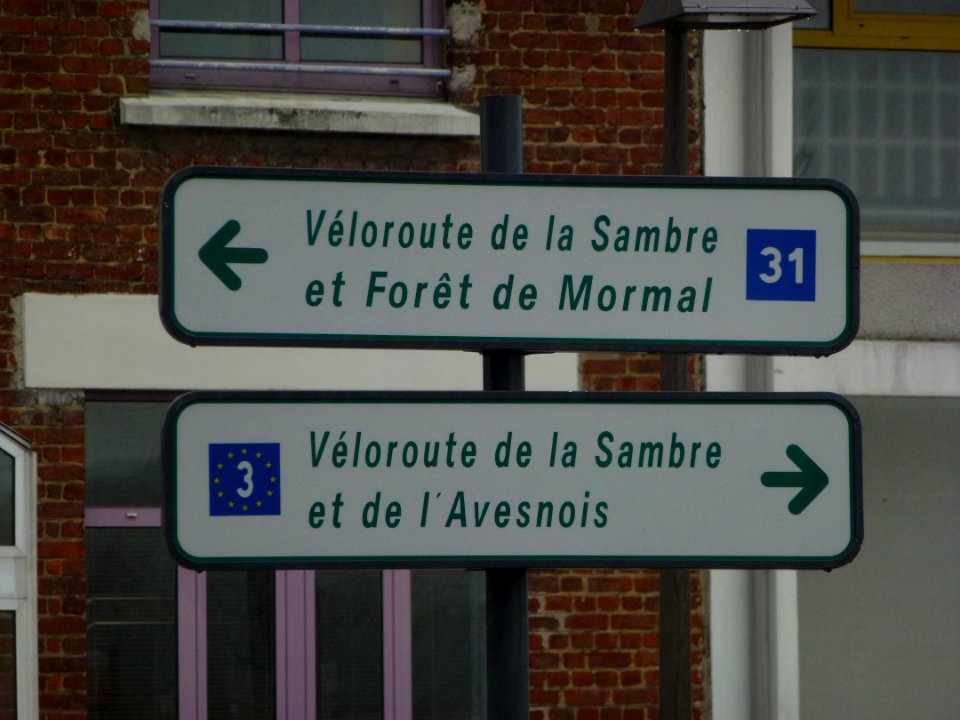 Véloroute de la Sambre
et Forêt de Mormal
31
3
Véloroute de la Sambre
et de l'Avesnois